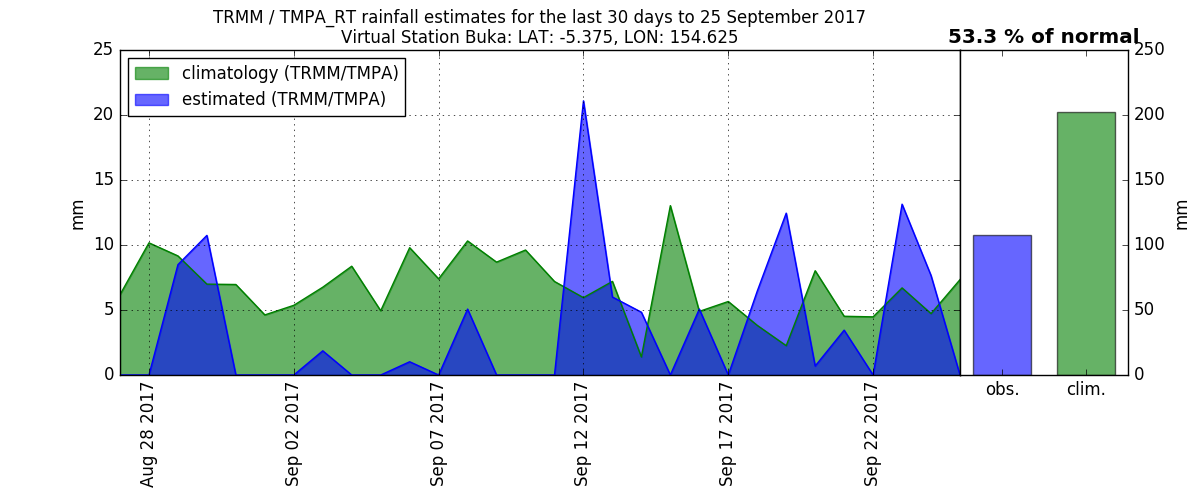 TRMM / TMPA_RT rainfall estimates for the last 30 days to 25 September 2017
Virtual Station Buka: LAT: -5.375, LON: 154.625
53.3 % of normal
climatology (TRMM/TMPA)
estimated (TRMM/TMPA)
25
20
15
10
5
0
mm
Aug 28 2017
Sep 02 2017
Sep 07 2017
Sep 12 2017
Sep 17 2017
Sep 22 2017
obs.
clim.
250
200
150
100
50
0
mm